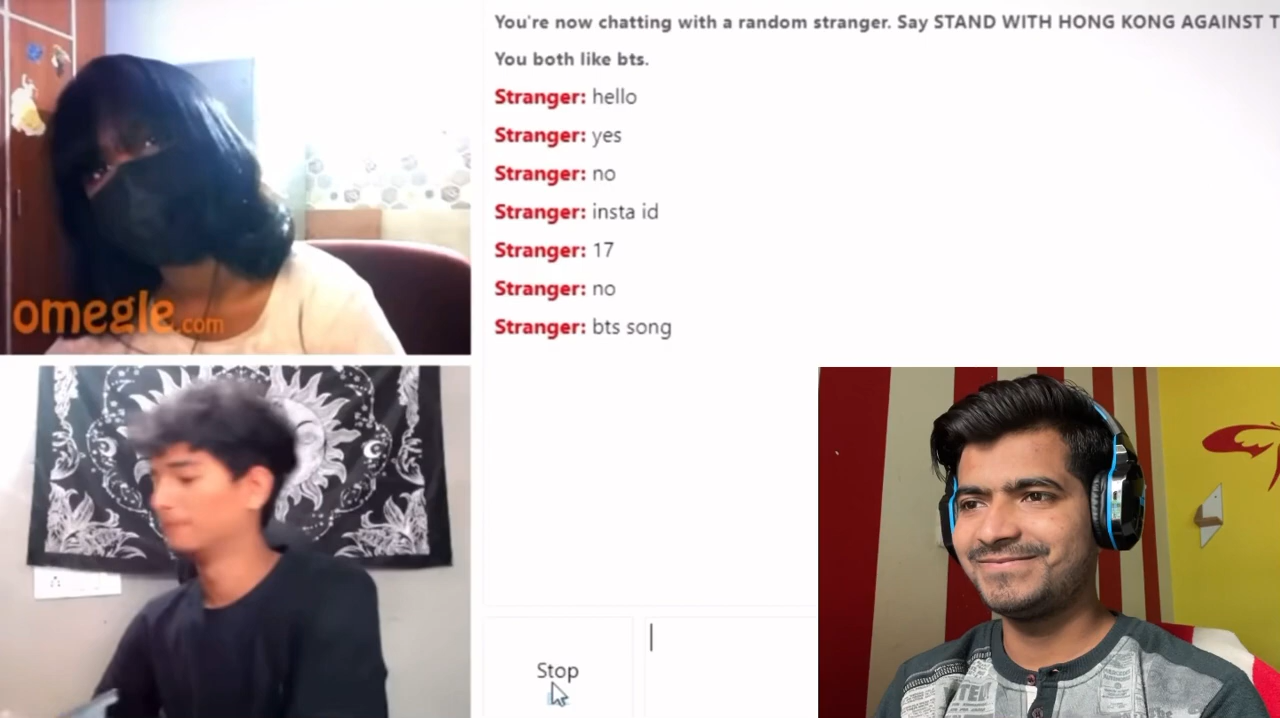 You're now chatting with a random stranger. Say STAND WITH HONG KONG AGAINST T
You both like bts.
Stranger: hello
Stranger: yes
Stranger: no
Stranger: insta id
Stranger: 17
Stranger: no
Stranger: bts song
omegle.com
Stop